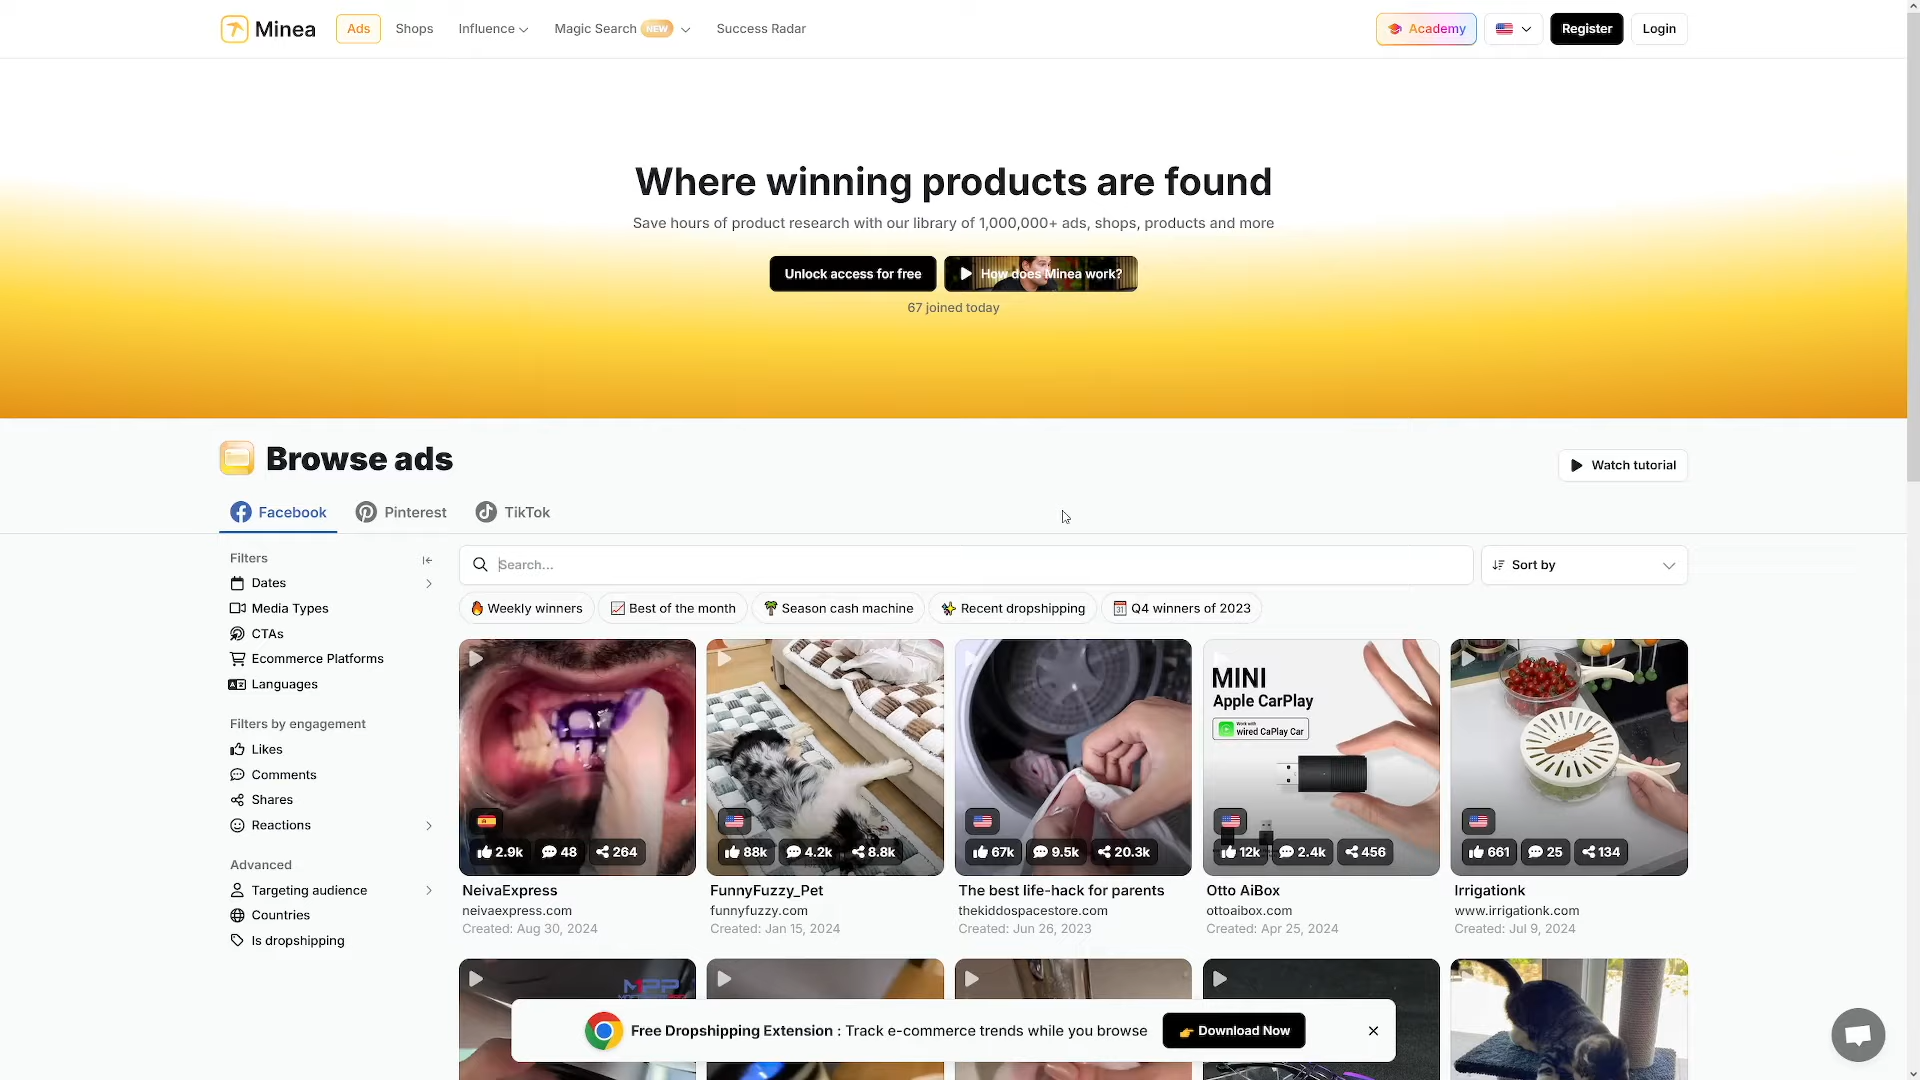 Minea
Ads
Shops
Influence
Magic Search NEW
Success Radar
Academy
Register
Login
Where winning products are found
Save hours of product research with our library of 1,000,000+ ads, shops, products and more
Unlock access for free
How does Minea work?
67 joined today
Browse ads
Watch tutorial
Facebook
Pinterest
TikTok
Filters
Dates
Media Types
CTAs
Ecommerce Platforms
Languages
Filters by engagement
Likes
Comments
Shares
Reactions
Advanced
Targeting audience
Countries
Is dropshipping
Search...
Sort by
Weekly winners
Best of the month
Season cash machine
Recent dropshipping
Q4 winners of 2023
2.9k 48 264
NeivaExpress
neivaexpress.com
Created: Aug 30, 2024
88k 4.2k 8.8k
FunnyFuzzy_Pet
funnyfuzzy.com
Created: Jan 15, 2024
67k 9.5k 20.3k
The best life-hack for parents
thekiddospacestore.com
Created: Jun 26, 2023
MINI
Apple CarPlay
Work with
wired CaPlay Car
12k 2.4k 456
Otto AiBox
ottoaibox.com
Created: Apr 25, 2024
661 25 134
Irrigationk
www.irrigationk.com
Created: Jul 9, 2024
Free Dropshipping Extension : Track e-commerce trends while you browse
Download Now